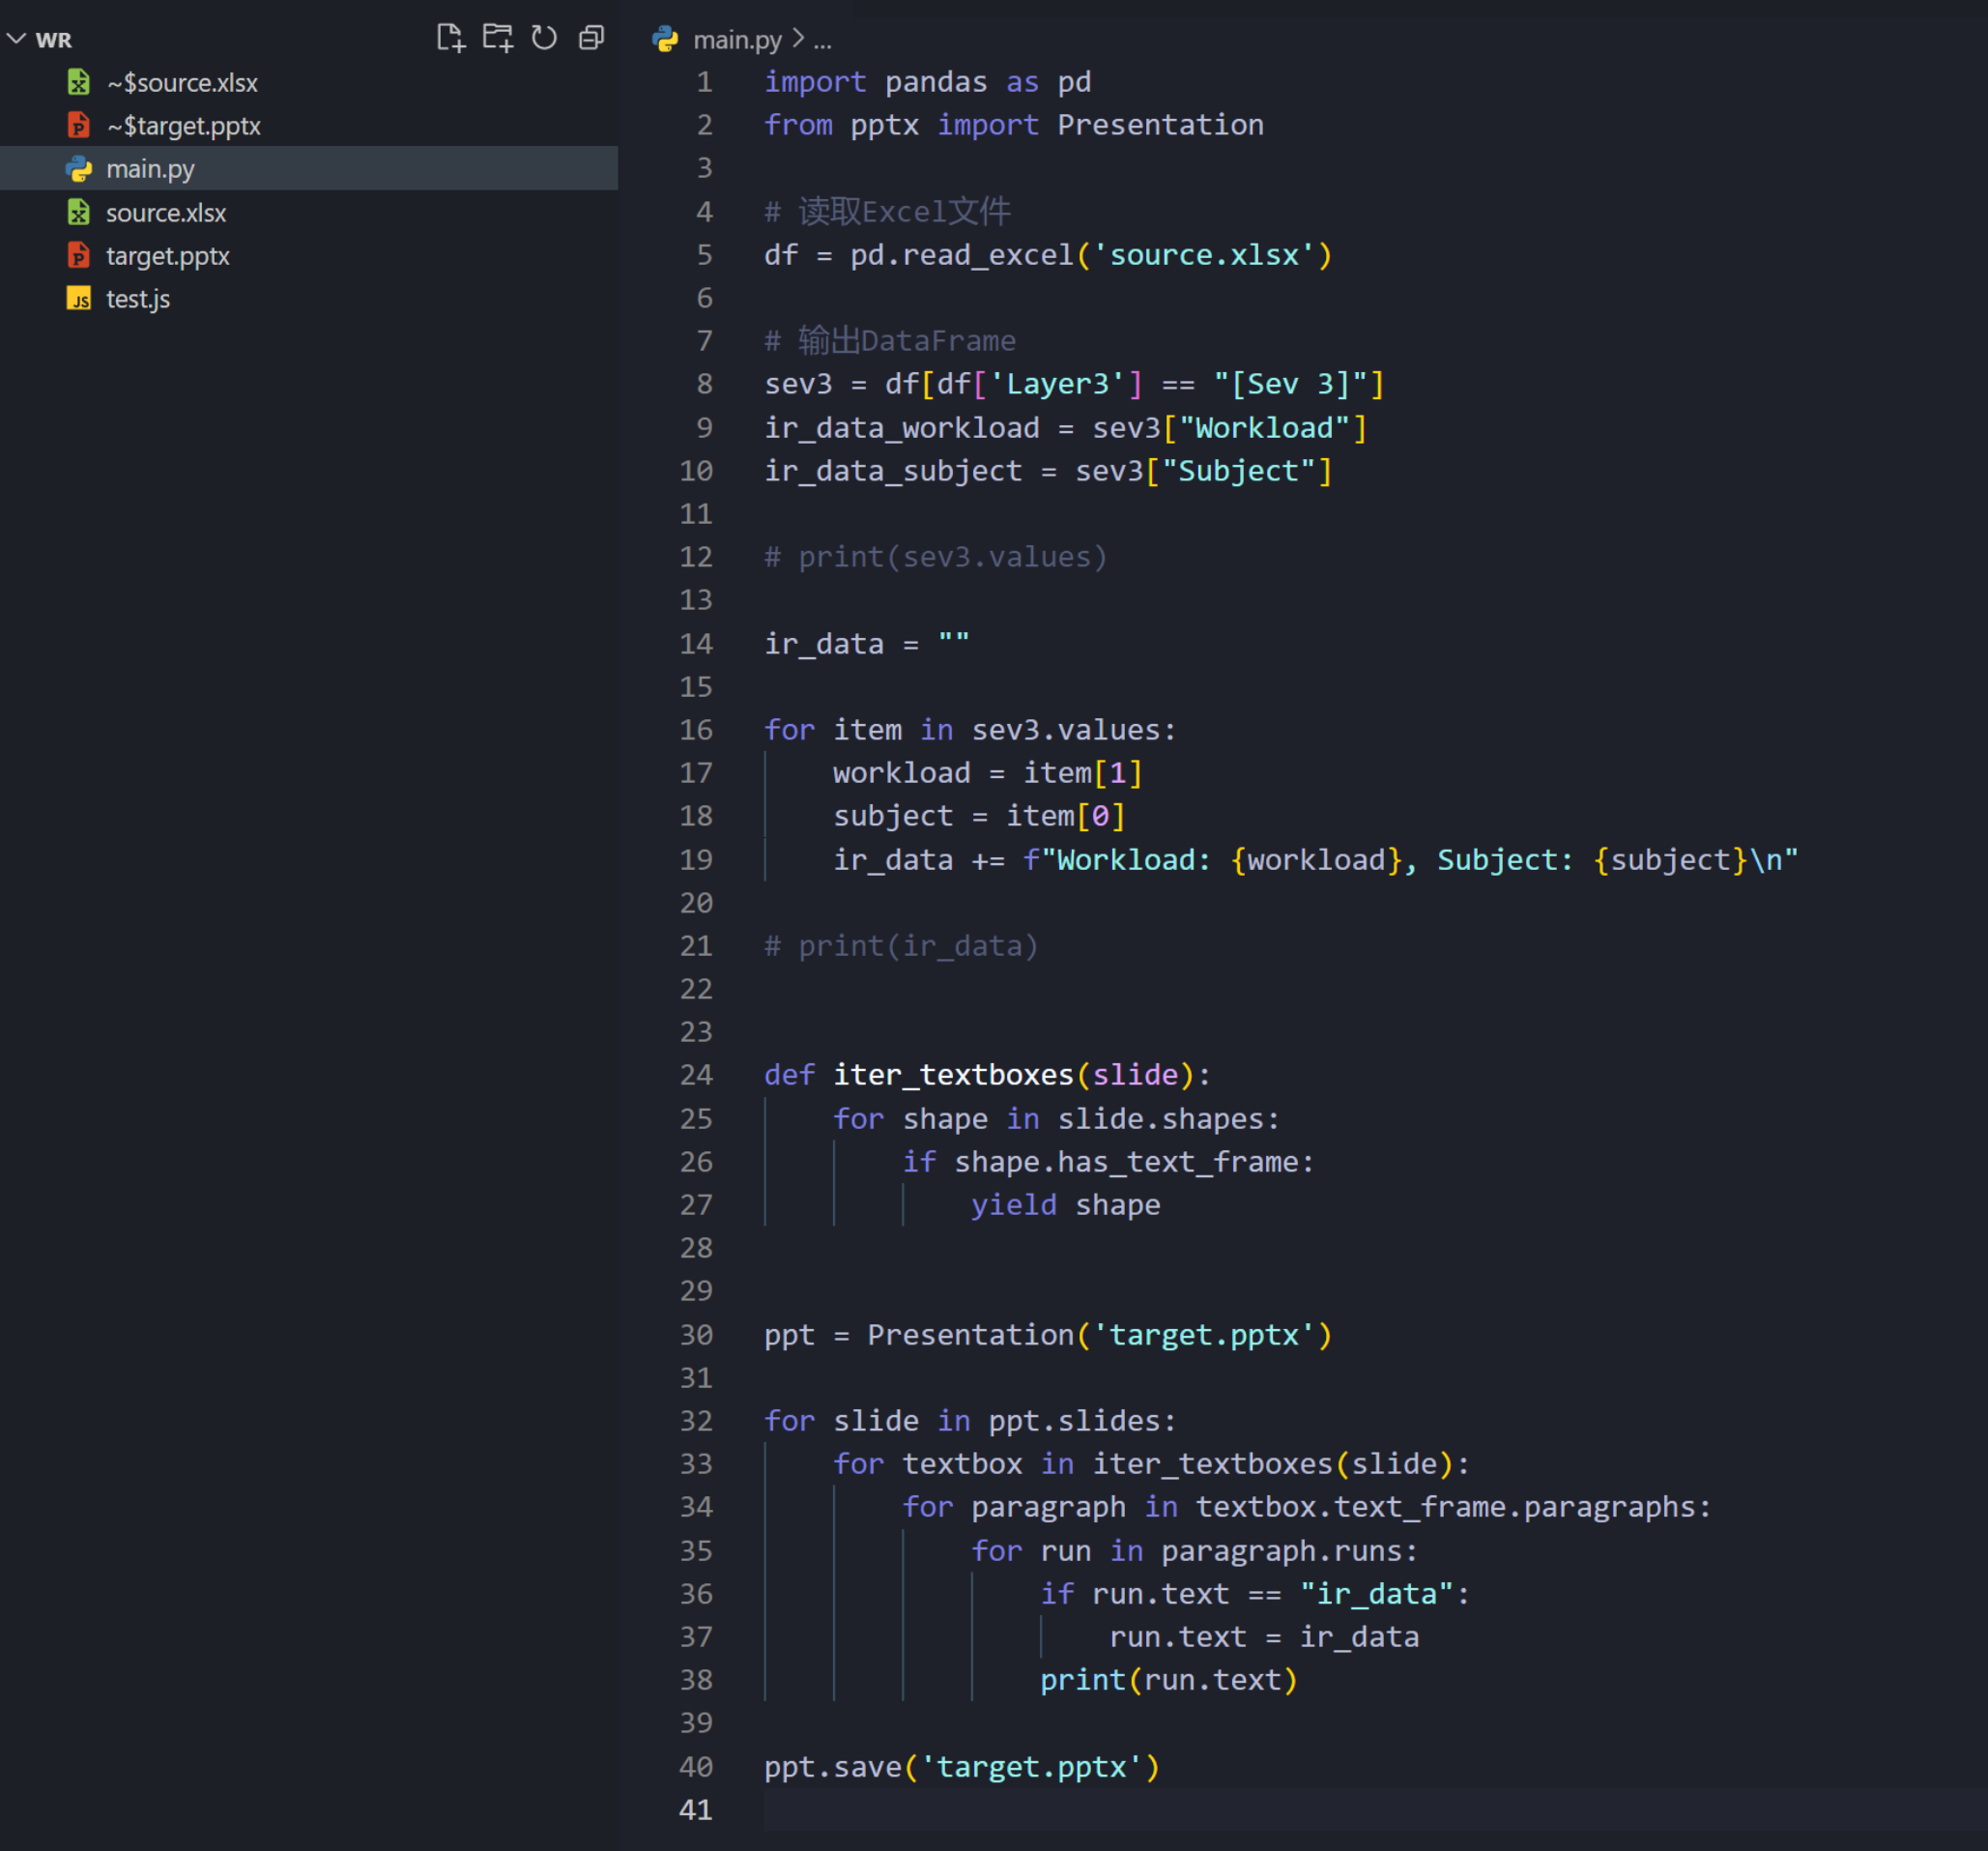 WR
~$source.xlsx
~$target.pptx
main.py
source.xlsx
target.pptx
JS test.js
main.py > ...
1 import pandas as pd
2 from pptx import Presentation
3
4 # 读取Excel文件
5 df = pd.read_excel('source.xlsx')
6
7 # 输出DataFrame
8 sev3 = df[df['Layer3'] == "[Sev 3]"]
9 ir_data_workload = sev3["Workload"]
10 ir_data_subject = sev3["Subject"]
11
12 # print(sev3.values)
13
14 ir_data = ""
15
16 for item in sev3.values:
17     workload = item[1]
18     subject = item[0]
19     ir_data += f"Workload: {workload}, Subject: {subject}\n"
20
21 # print(ir_data)
22
23
24 def iter_textboxes(slide):
25     for shape in slide.shapes:
26         if shape.has_text_frame:
27             yield shape
28
29
30 ppt = Presentation('target.pptx')
31
32 for slide in ppt.slides:
33     for textbox in iter_textboxes(slide):
34         for paragraph in textbox.text_frame.paragraphs:
35             for run in paragraph.runs:
36                 if run.text == "ir_data":
37                     run.text = ir_data
38                 print(run.text)
39
40 ppt.save('target.pptx')
41